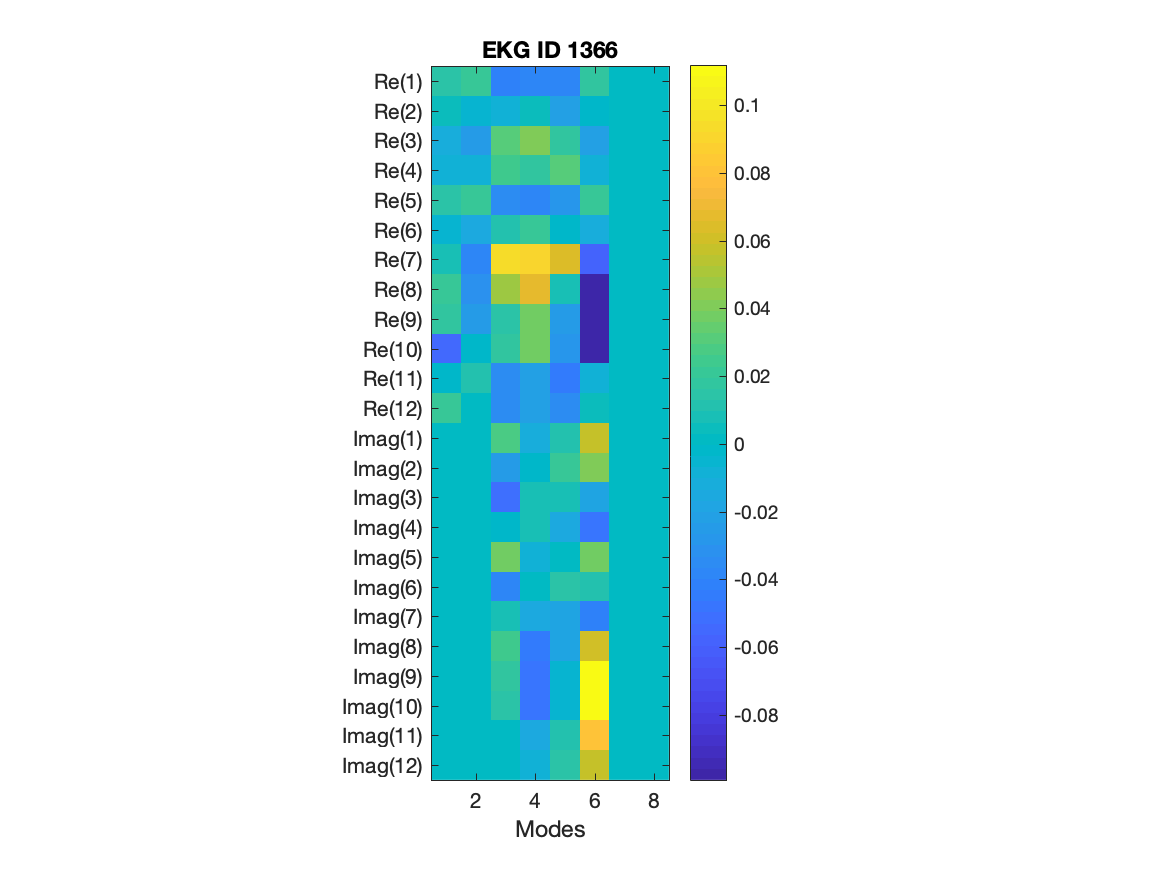 EKG ID 1366
Re(1)
Re(2)
Re(3)
Re(4)
Re(5)
Re(6)
Re(7)
Re(8)
Re(9)
Re(10)
Re(11)
Re(12)
Imag(1)
Imag(2)
Imag(3)
Imag(4)
Imag(5)
Imag(6)
Imag(7)
Imag(8)
Imag(9)
Imag(10)
Imag(11)
Imag(12)
2 4 6 8
Modes
0.1
0.08
0.06
0.04
0.02
0
-0.02
-0.04
-0.06
-0.08